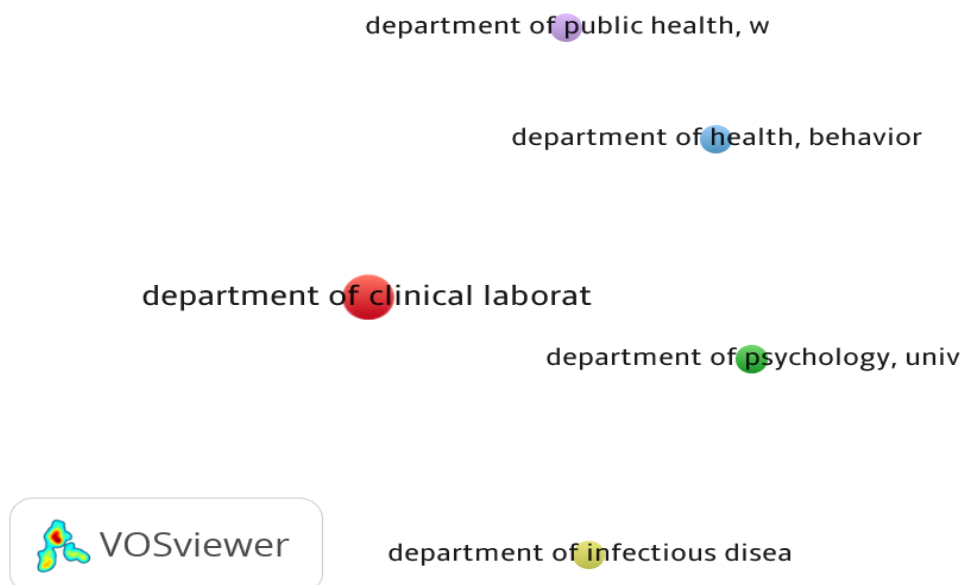 department of public health, w
department of health, behavior
department of clinical laborat
department of psychology, univ
department of infectious disea
VOSviewer